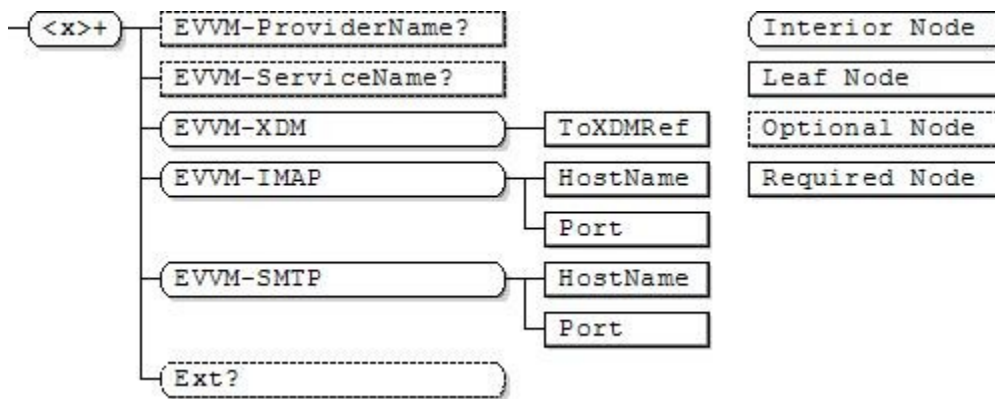 <x>+
EVVM-ProviderName?
EVVM-ServiceName?
EVVM-XDM
ToXDMRef
EVVM-IMAP
HostName
Port
EVVM-SMTP
HostName
Port
Ext?
Interior Node
Leaf Node
Optional Node
Required Node